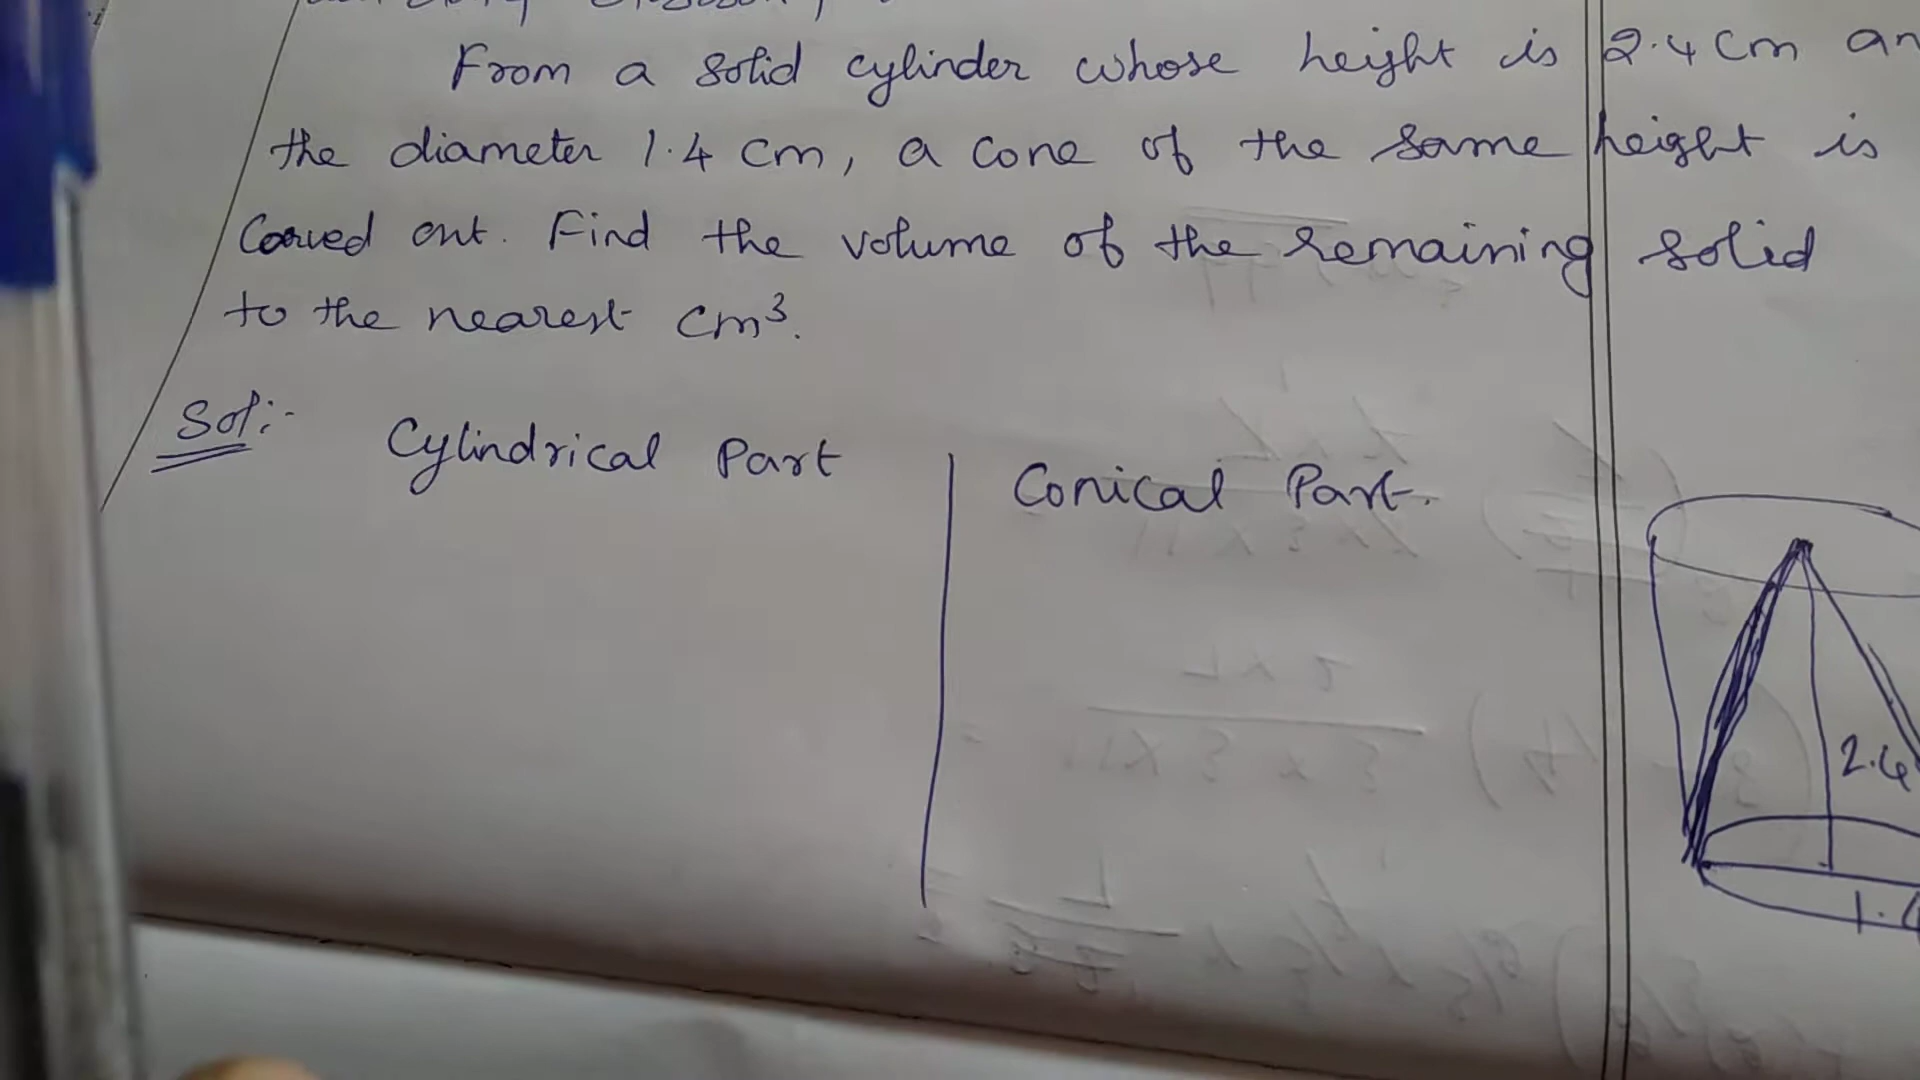 From a solid cylinder whose height is 2.4 cm an
the diameter 1.4 cm, a cone of the same height is
Carved out. Find the volume of the remaining solid
to the nearest cm³.
Sol:- Cylindrical Part
Conical Part.
2.4
1.4